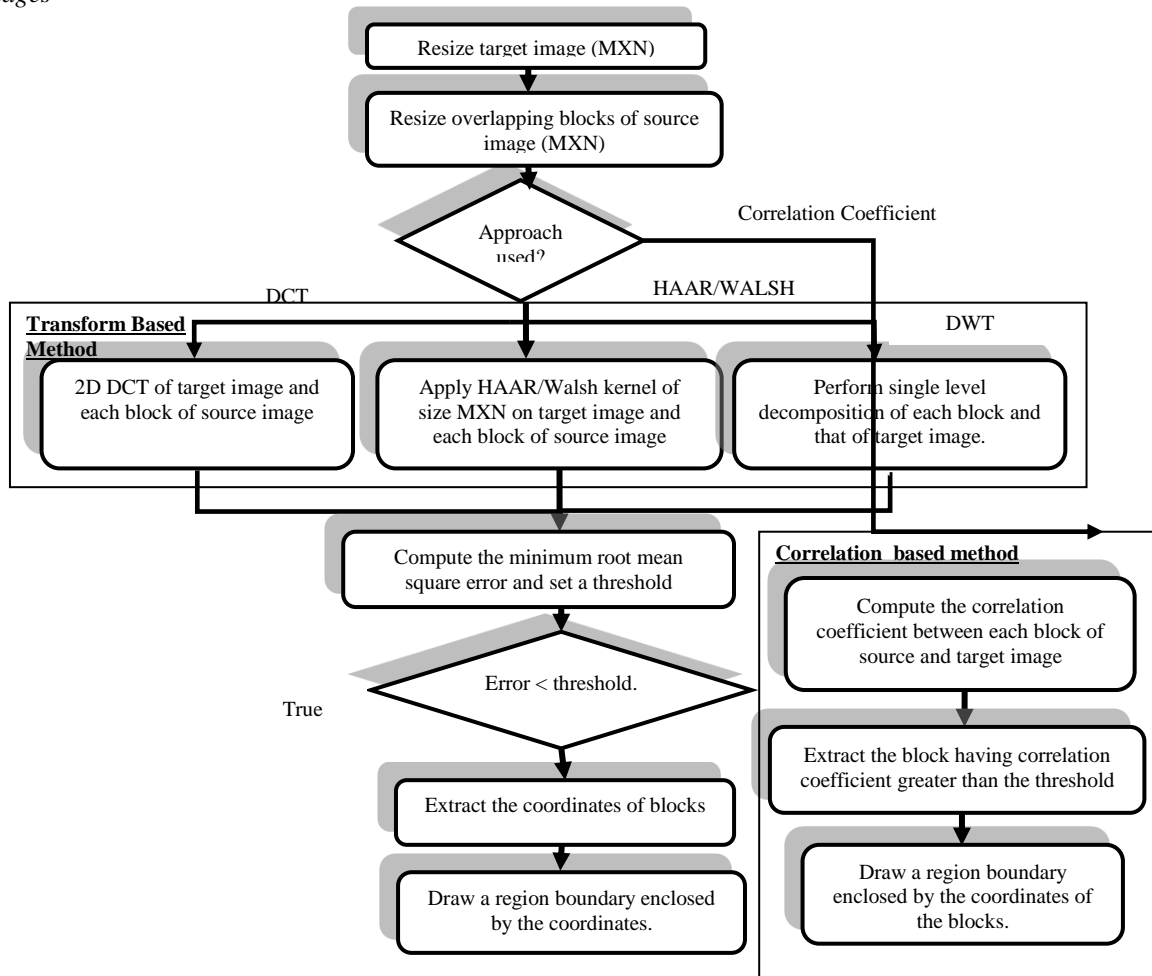 Resize target image (MXN)
Resize overlapping blocks of source
image (MXN)
Approach
used?
Correlation Coefficient
DCT
HAAR/WALSH
DWT
Transform Based
Method
2D DCT of target image and
each block of source image
Apply HAAR/Walsh kernel of
size MXN on target image and
each block of source image
Perform single level
decomposition of each block and
that of target image.
Compute the minimum root mean
square error and set a threshold
Error < threshold.
True
Extract the coordinates of blocks
Draw a region boundary enclosed
by the coordinates.
Correlation based method
Compute the correlation
coefficient between each block of
source and target image
Extract the block having correlation
coefficient greater than the threshold
Draw a region boundary
enclosed by the coordinates of
the blocks.